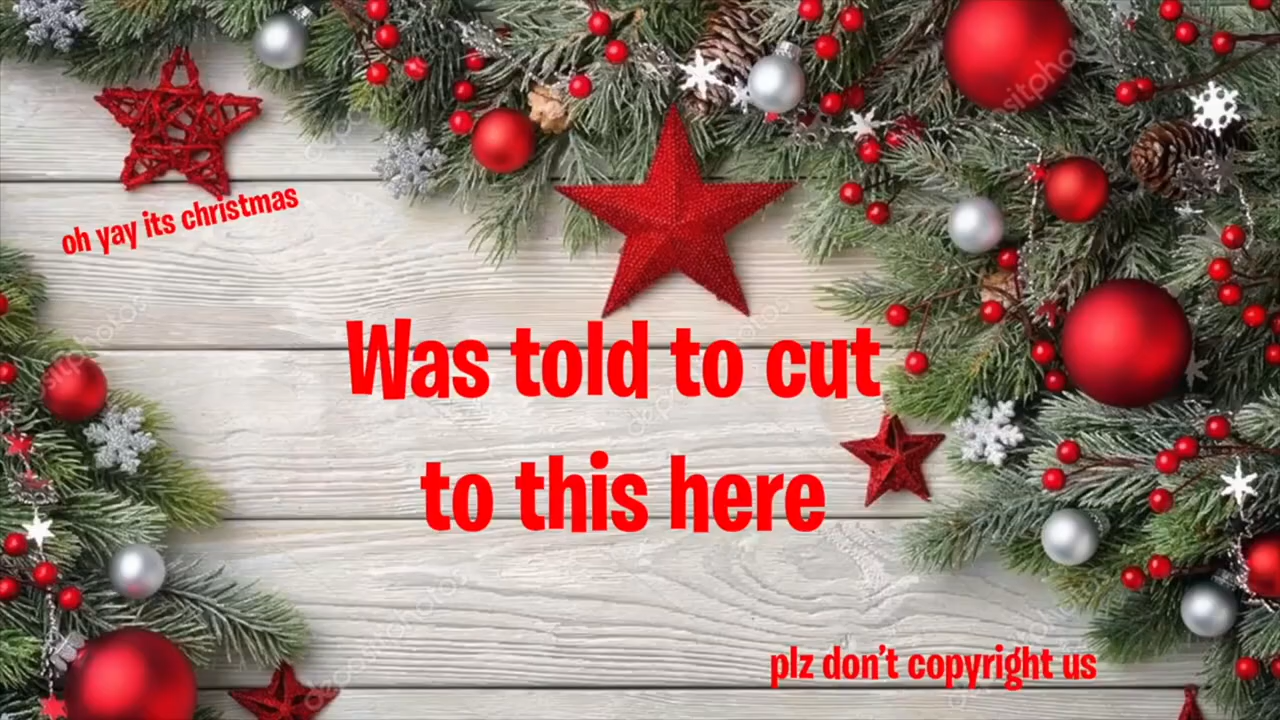 oh yay its christmas
Was told to cut
to this here
plz don't copyright us